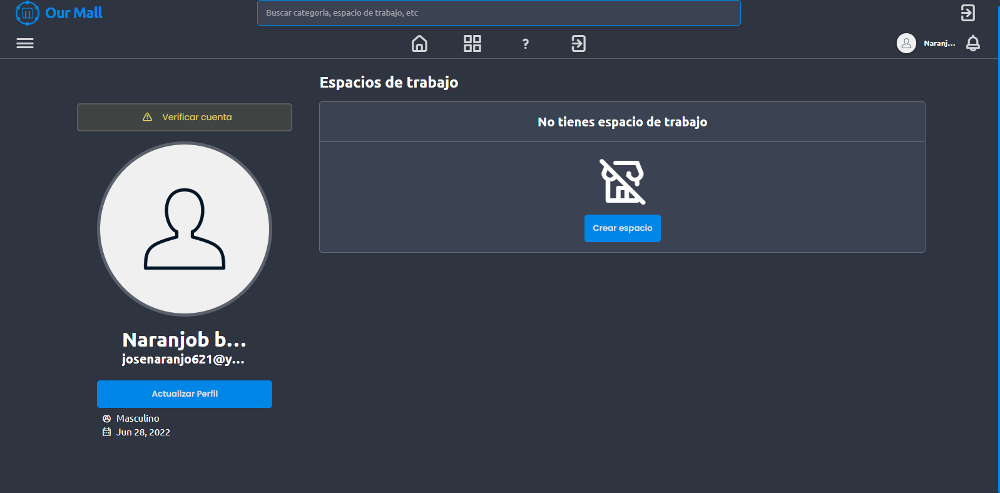 Our Mall
Buscar categoría, espacio de trabajo, etc
?
Naranj...
Espacios de trabajo
Verificar cuenta
No tienes espacio de trabajo
Crear espacio
Naranjob b...
josenaranjo621@y...
Actualizar Perfil
Masculino
Jun 28, 2022